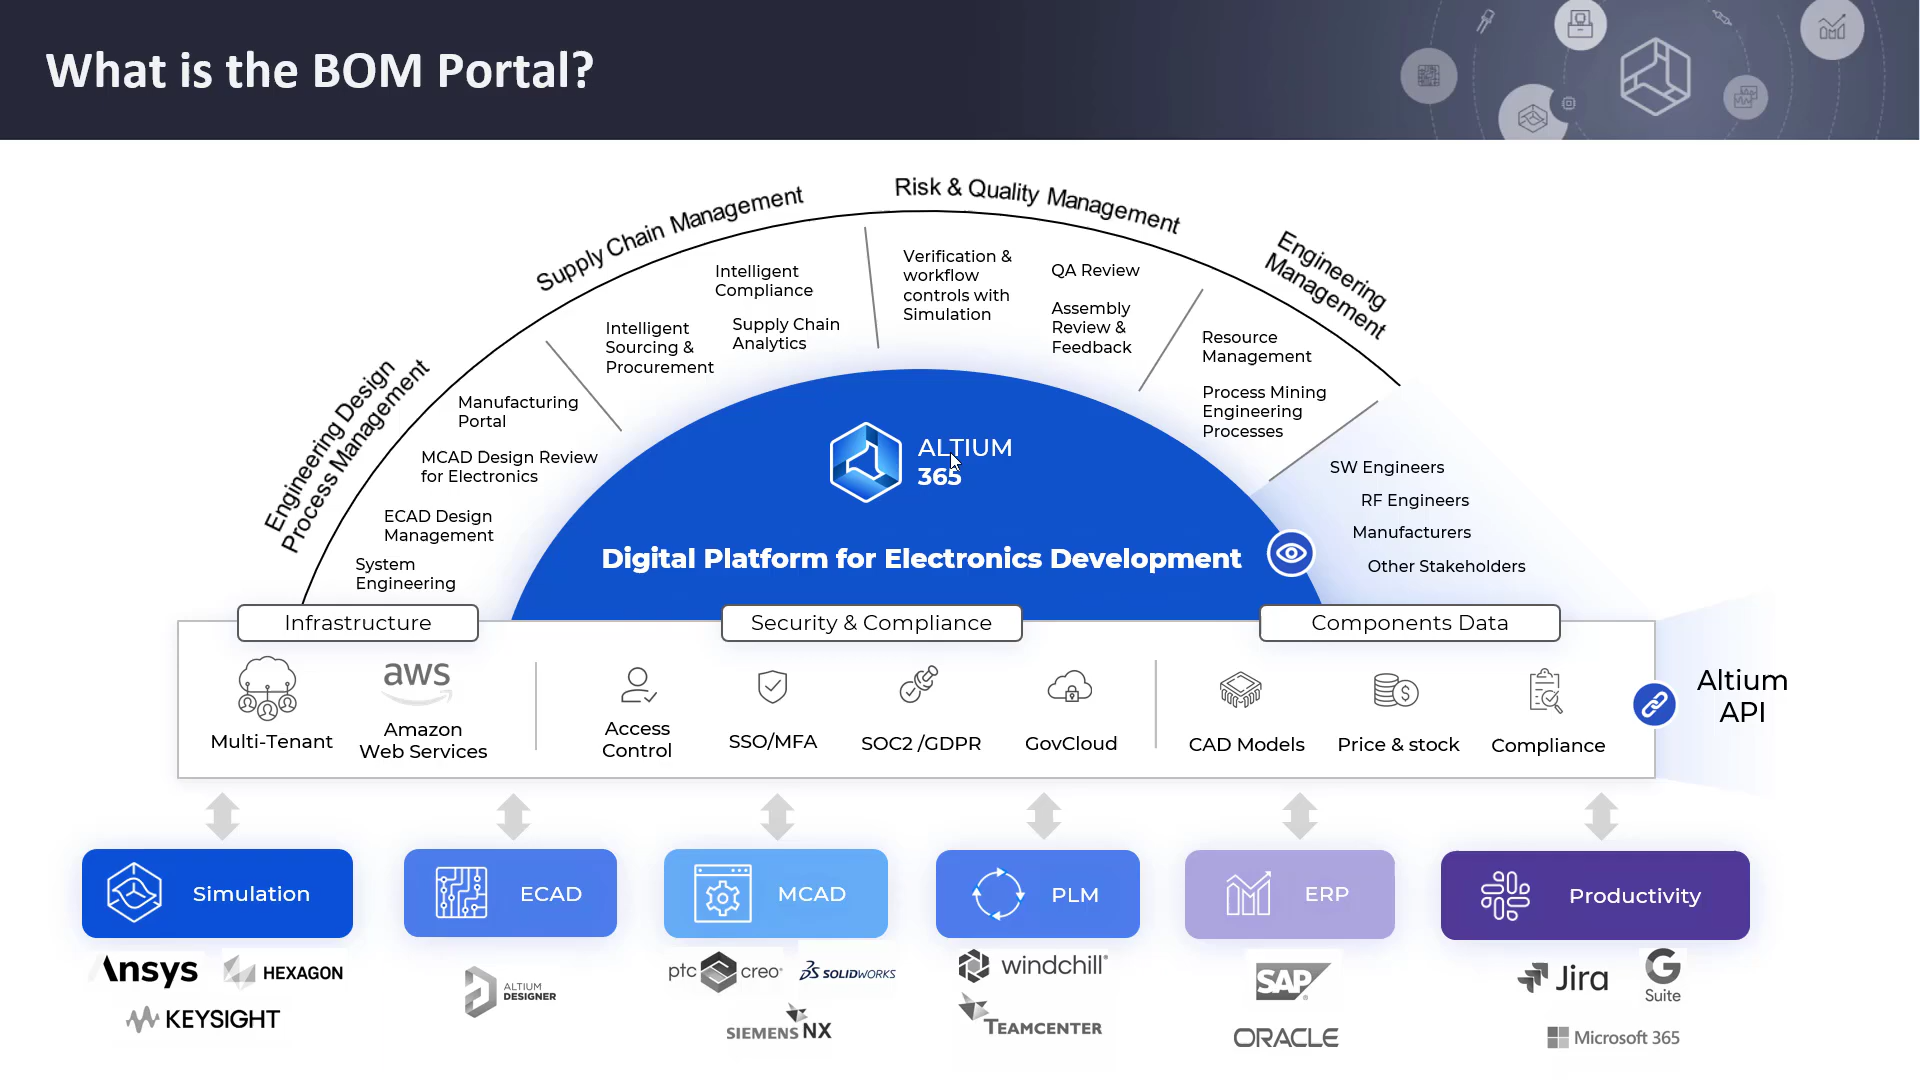 What is the BOM Portal?
Engineering Design
Process Management
Supply Chain Management
Risk & Quality Management
Engineering
Management
System
Engineering
ECAD Design
Management
MCAD Design Review
for Electronics
Manufacturing
Portal
Intelligent
Sourcing &
Procurement
Intelligent
Compliance
Supply Chain
Analytics
Verification &
workflow
controls with
Simulation
QA Review
Assembly
Review &
Feedback
Resource
Management
Process Mining
Engineering
Processes
SW Engineers
RF Engineers
Manufacturers
Other Stakeholders
ALTIUM
365
Digital Platform for Electronics Development
Infrastructure
Security & Compliance
Components Data
Multi-Tenant
aws
Amazon
Web Services
Access
Control
SSO/MFA
SOC2 /GDPR
GovCloud
CAD Models
Price & stock
Compliance
Altium
API
Simulation
ECAD
MCAD
PLM
ERP
Productivity
Ansys
HEXAGON
KEYSIGHT
ALTIUM
DESIGNER
ptc creo®
SOLIDWORKS
SIEMENS NX
windchill®
TEAMCENTER
SAP
ORACLE
Jira
G
Suite
Microsoft 365